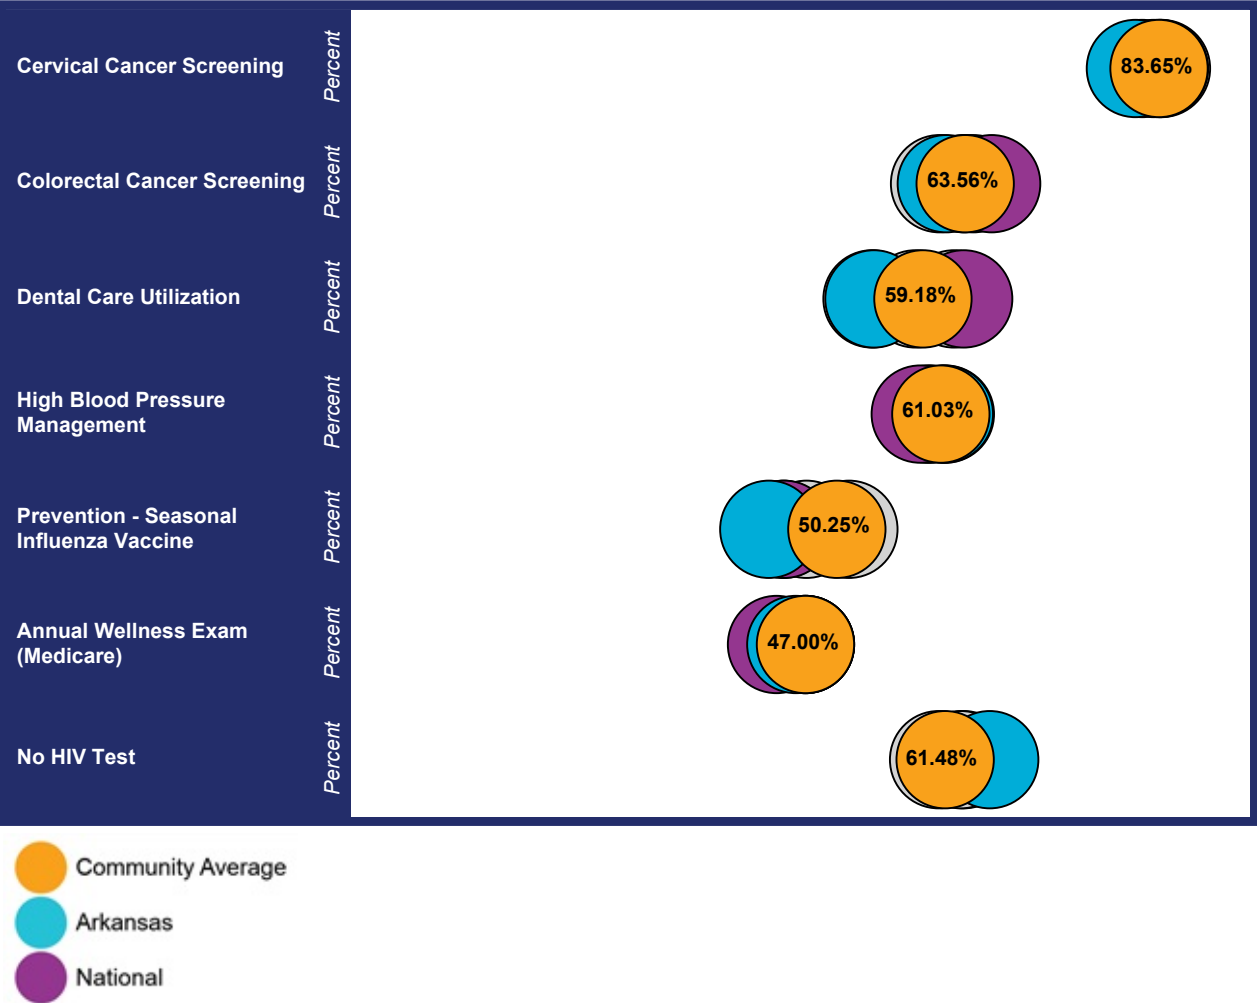 Cervical Cancer Screening
Percent
83.65%
Colorectal Cancer Screening
Percent
63.56%
Dental Care Utilization
Percent
59.18%
High Blood Pressure
Management
Percent
61.03%
Prevention - Seasonal
Influenza Vaccine
Percent
50.25%
Annual Wellness Exam
(Medicare)
Percent
47.00%
No HIV Test
Percent
61.48%
Community Average
Arkansas
National